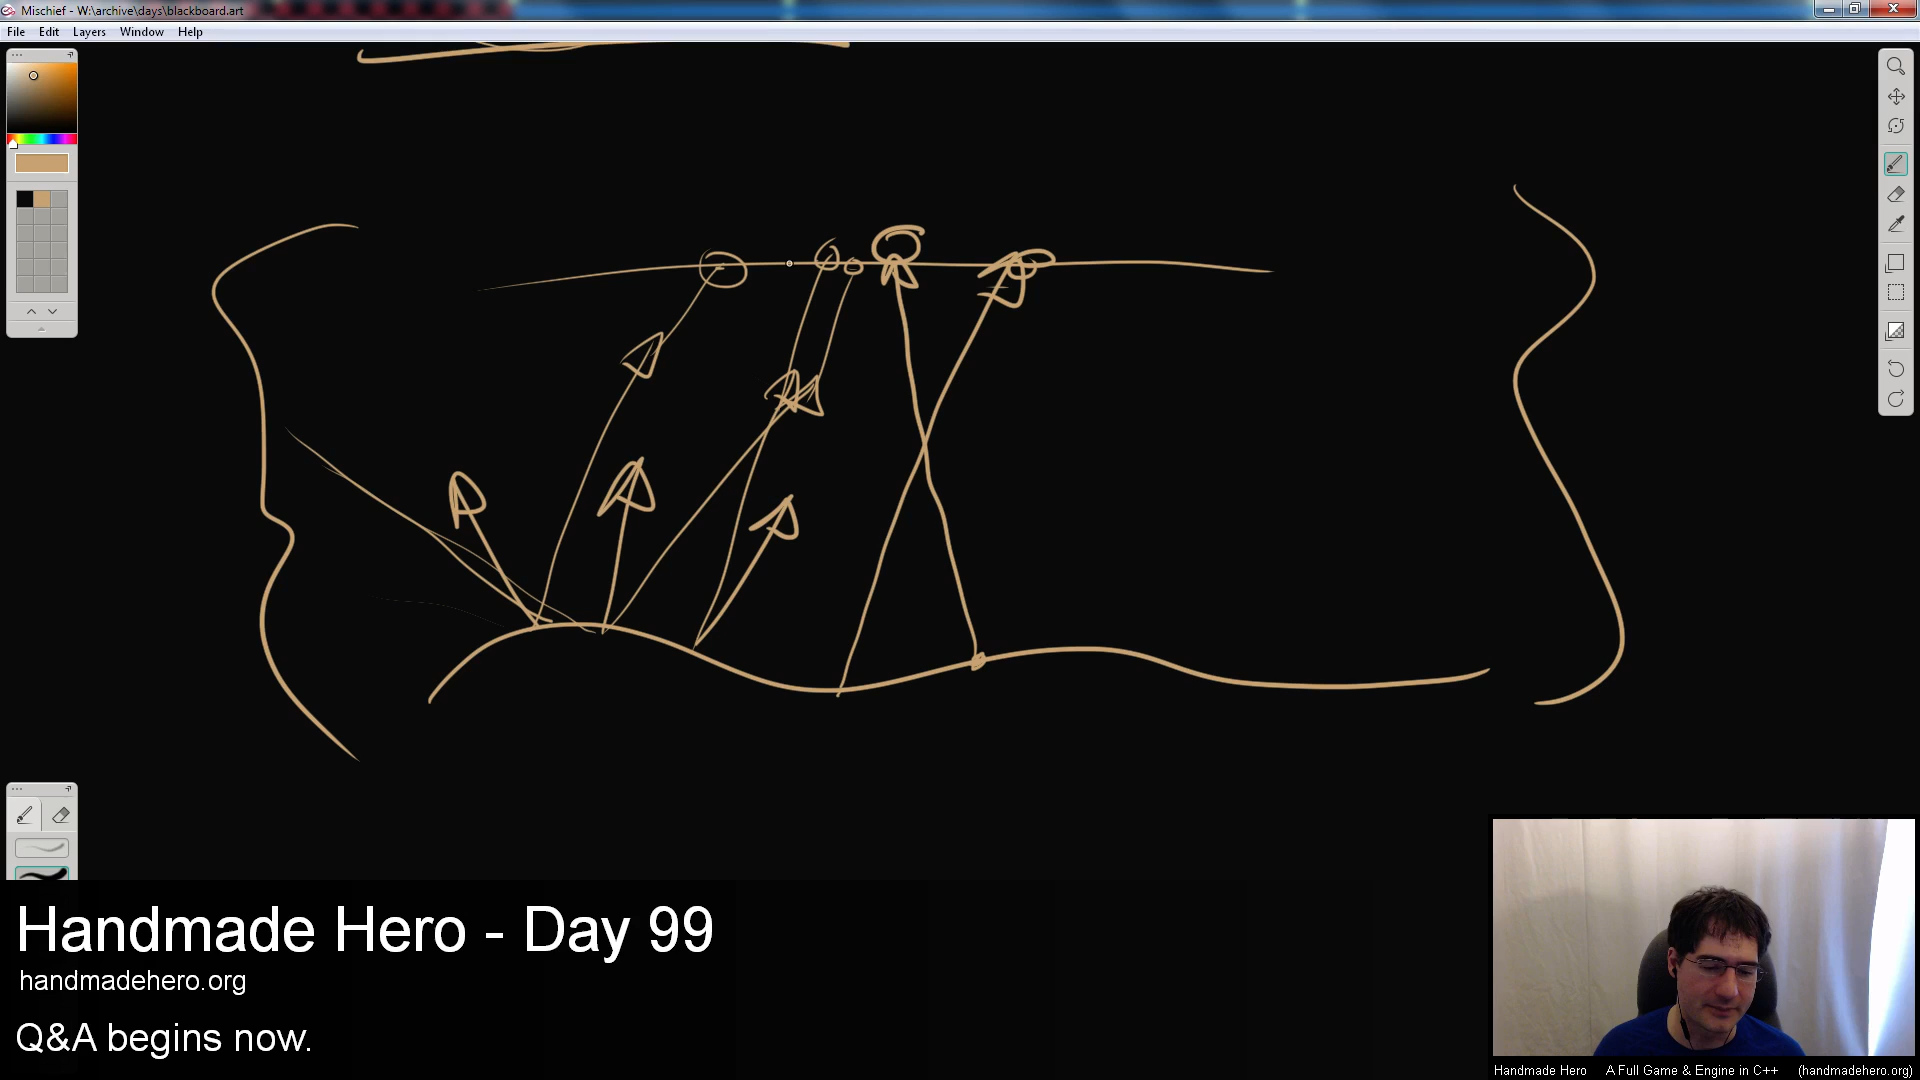 Mischief - W:\archive\days\blackboard.art
File Edit Layers Window Help
Handmade Hero - Day 99
handmadehero.org
Q&A begins now.
Handmade Hero A Full Game & Engine in C++ (handmadehero.org)